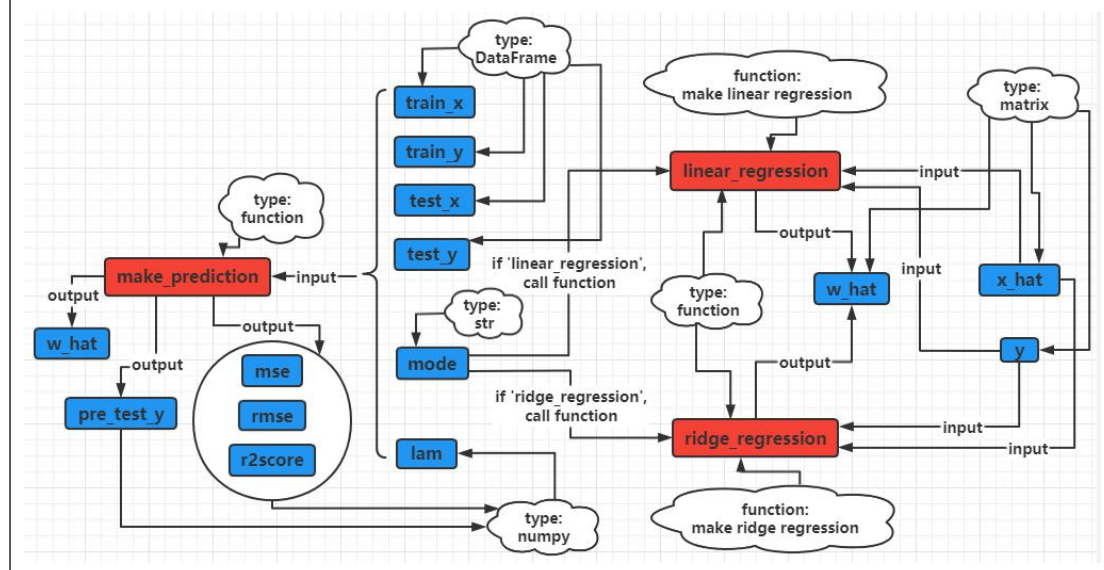 type:
DataFrame
train_x
train_y
test_x
test_y
type:
function
make_prediction
input
output
w_hat
output
pre_test_y
output
mse
rmse
r2score
type:
str
mode
lam
type:
numpy
if 'linear_regression',
call function
if 'ridge_regression',
call function
function:
make linear regression
linear_regression
type:
function
output
w_hat
output
ridge_regression
function:
make ridge regression
type:
matrix
input
input
x_hat
y
input
input